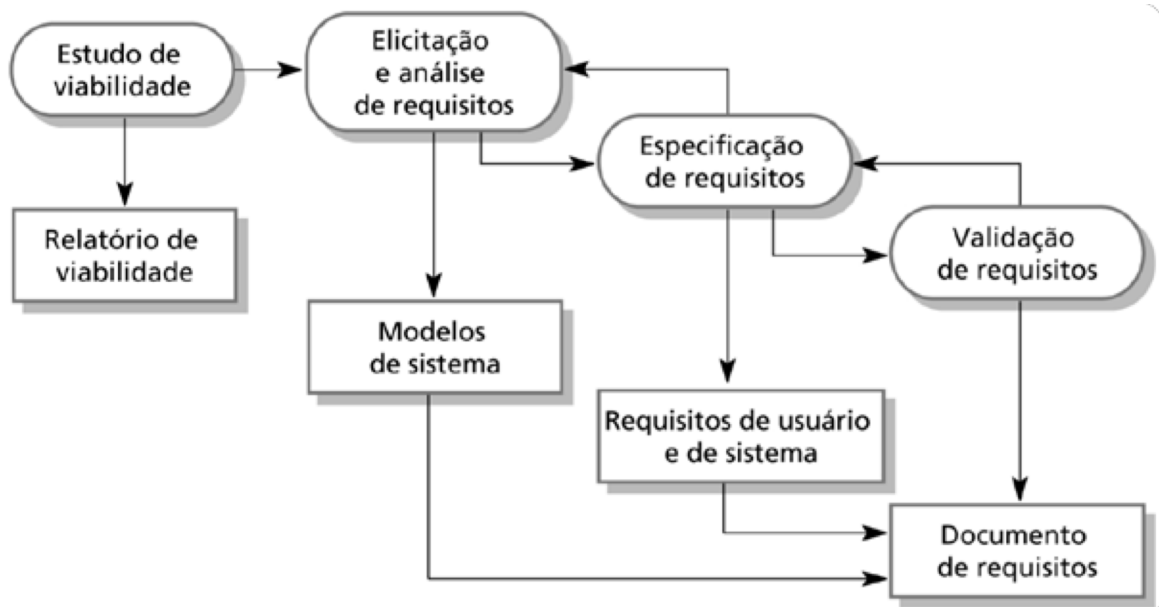 Estudo de
viabilidade
Elicitação
e análise
de requisitos
Especificação
de requisitos
Validação
de requisitos
Relatório de
viabilidade
Modelos
de sistema
Requisitos de usuário
e de sistema
Documento
de requisitos